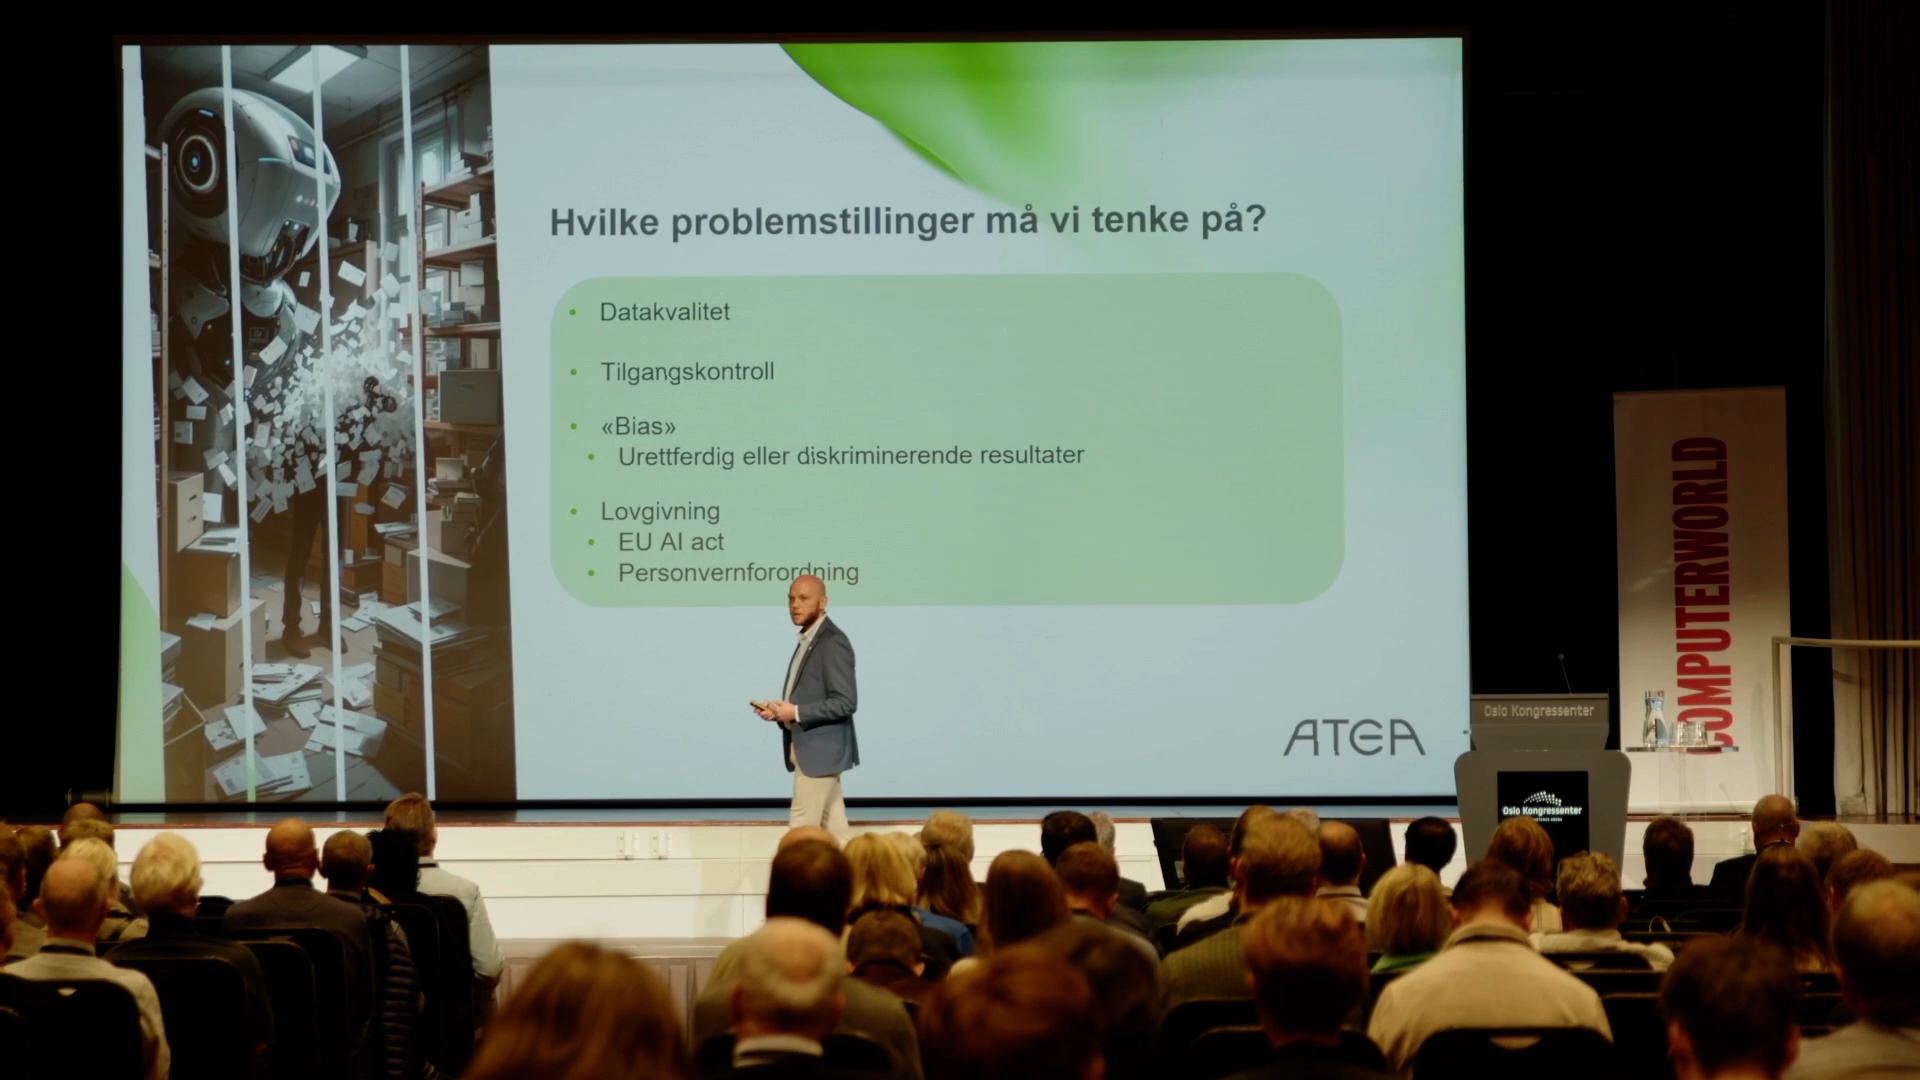 Hvilke problemstillinger må vi tenke på?
• Datakvalitet
• Tilgangskontroll
• «Bias»
• Urettferdig eller diskriminerende resultater
• Lovgivning
• EU AI act
• Personvernforordning
ATEA
COMPUTERWORLD
Oslo Kongressenter
Oslo Kongressenter